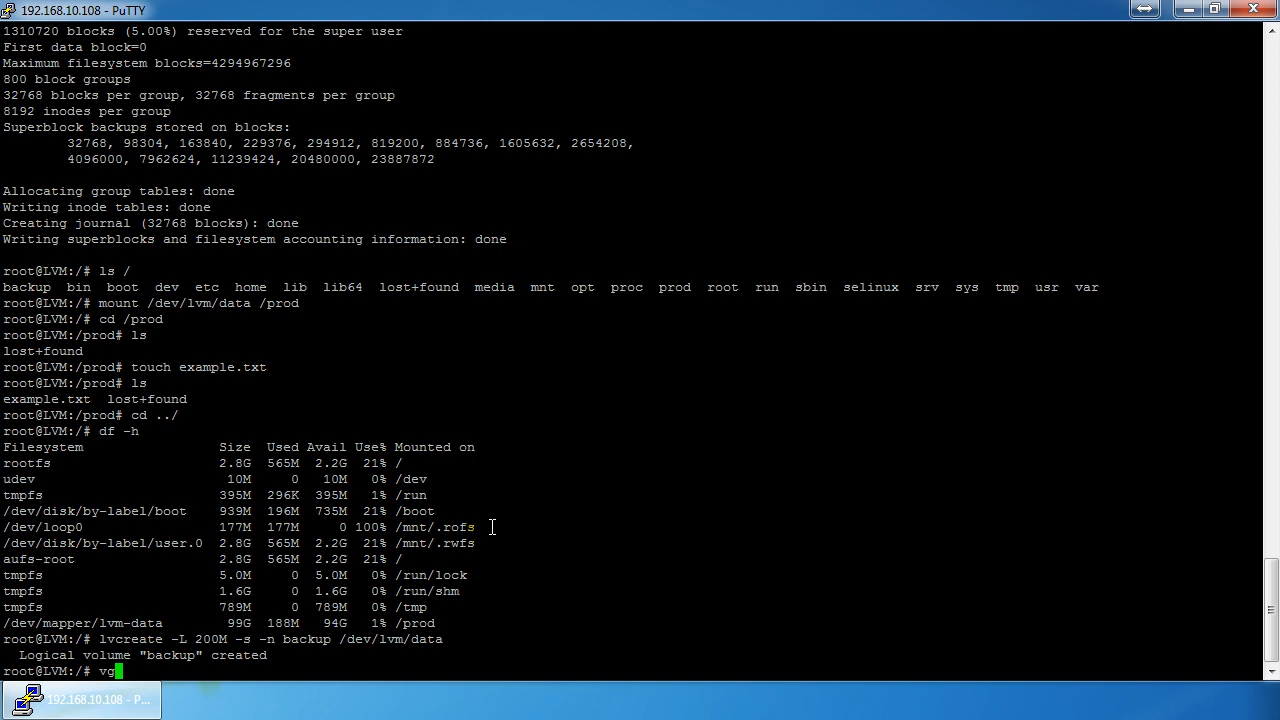 192.168.10.108 - PuTTY
1310720 blocks (5.00%) reserved for the super user
First data block=0
Maximum filesystem blocks=4294967296
800 block groups
32768 blocks per group, 32768 fragments per group
8192 inodes per group
Superblock backups stored on blocks:
        32768, 98304, 163840, 229376, 294912, 819200, 884736, 1605632, 2654208,
        4096000, 7962624, 11239424, 20480000, 23887872
Allocating group tables: done
Writing inode tables: done
Creating journal (32768 blocks): done
Writing superblocks and filesystem accounting information: done
root@LVM:/# ls /
backup  bin  boot  dev  etc  home  lib  lib64  lost+found  media  mnt  opt  proc  prod  root  run  sbin  selinux  srv  sys  tmp  usr  var
root@LVM:/# mount /dev/lvm/data /prod
root@LVM:/# cd /prod
root@LVM:/prod# ls
lost+found
root@LVM:/prod# touch example.txt
root@LVM:/prod# ls
example.txt  lost+found
root@LVM:/prod# cd ../
root@LVM:/# df -h
Filesystem                 Size  Used Avail Use% Mounted on
rootfs                     2.8G  565M  2.2G  21% /
udev                        10M     0   10M   0% /dev
tmpfs                      395M  296K  395M   1% /run
/dev/disk/by-label/boot    939M  196M  735M  21% /boot
/dev/loop0                 177M  177M     0 100% /mnt/.rofs
/dev/disk/by-label/user.0  2.8G  565M  2.2G  21% /mnt/.rwfs
aufs-root                  2.8G  565M  2.2G  21% /
tmpfs                      5.0M     0  5.0M   0% /run/lock
tmpfs                      1.6G     0  1.6G   0% /run/shm
tmpfs                      789M     0  789M   0% /tmp
/dev/mapper/lvm-data        99G  188M   94G   1% /prod
root@LVM:/# lvcreate -L 200M -s -n backup /dev/lvm/data
  Logical volume "backup" created
root@LVM:/# vg
192.168.10.108 - P...